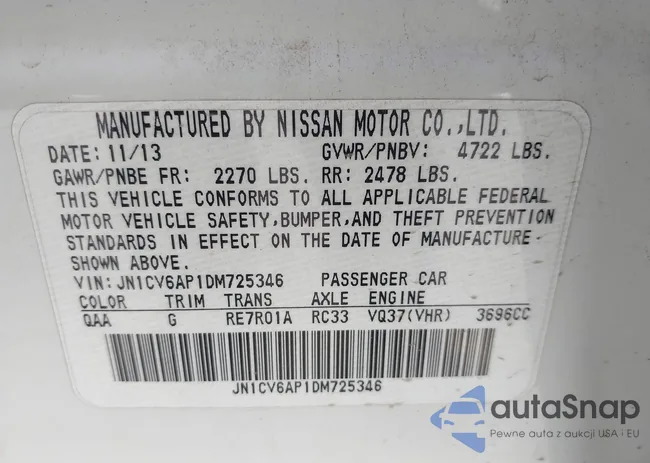 MANUFACTURED BY NISSAN MOTOR CO.,LTD.
DATE: 11/13 GVWR/PNBV: 4722 LBS.
GAWR/PNBE FR: 2270 LBS. RR: 2478 LBS.
THIS VEHICLE CONFORMS TO ALL APPLICABLE FEDERAL
MOTOR VEHICLE SAFETY,BUMPER,AND THEFT PREVENTION
STANDARDS IN EFFECT ON THE DATE OF MANUFACTURE
SHOWN ABOVE.
VIN: JN1CV6AP1DM725346 PASSENGER CAR
COLOR TRIM TRANS AXLE ENGINE
QAA G RE7R01A RC33 VQ37(VHR) 3696CC
JN1CV6AP1DM725346
autaSnap
Pewne auta z aukcji USA i EU